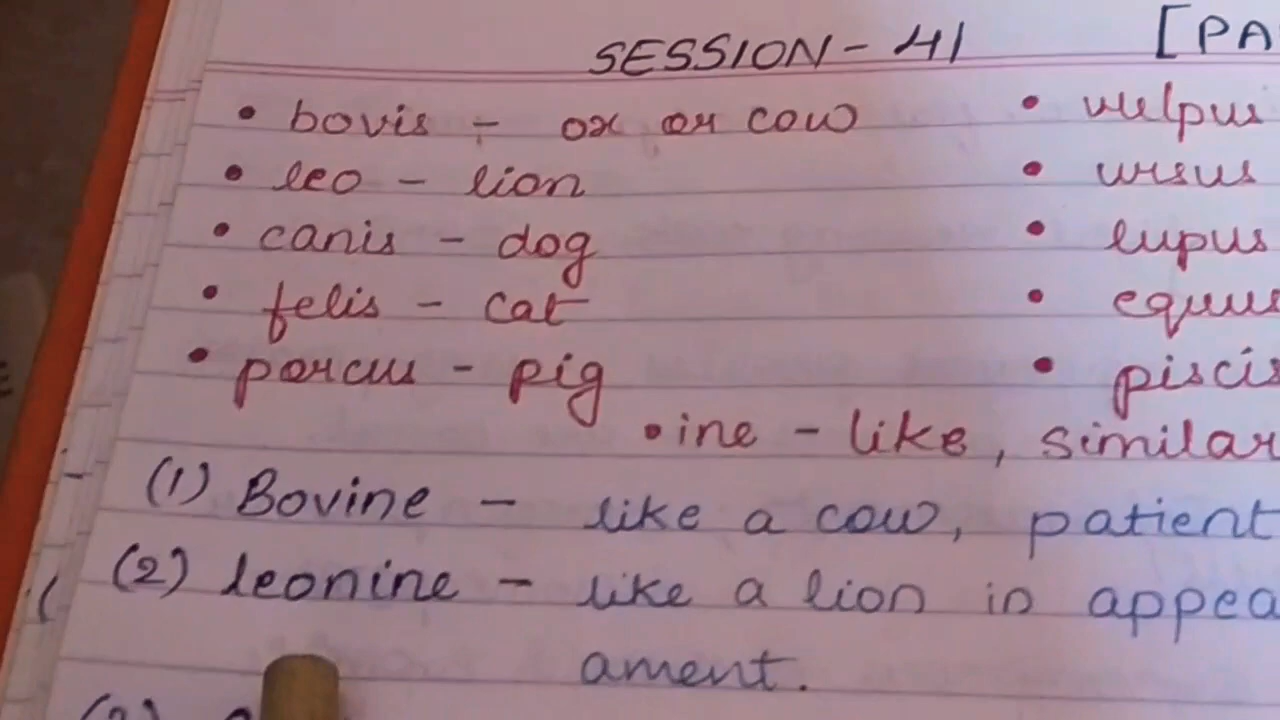 SESSION - 41 [PA
• bovis - ox or cow • vulpus
• leo - lion • ursus
• canis - dog • lupus
• felis - cat • equus
• porcus - pig • piscis
• ine - like, similar
(1) Bovine - like a cow, patient
(2) leonine - like a lion in appea
ament.